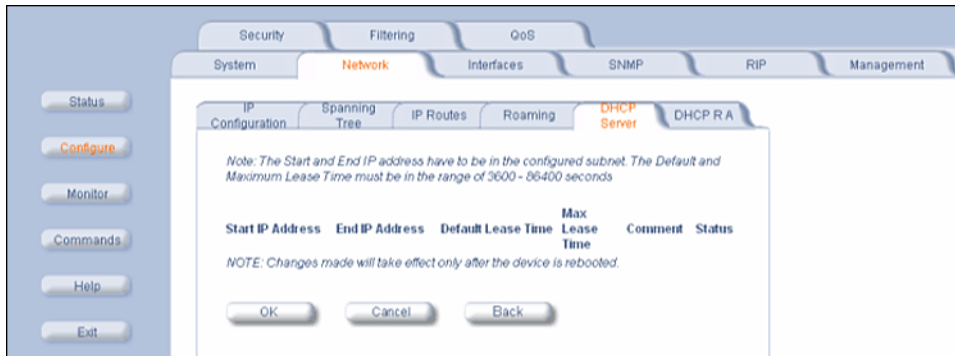 Security Filtering QoS
System Network Interfaces SNMP RIP Management
Status
Configure
Monitor
Commands
Help
Exit
IP Configuration
Spanning Tree
IP Routes
Roaming
DHCP Server
DHCP R A
Note: The Start and End IP address have to be in the configured subnet. The Default and
Maximum Lease Time must be in the range of 3600 - 86400 seconds
Start IP Address End IP Address Default Lease Time Max Lease Time Comment Status
NOTE: Changes made will take effect only after the device is rebooted.
OK Cancel Back